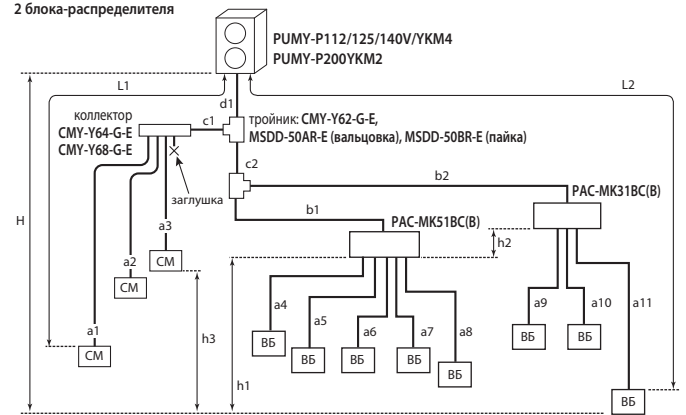 2 блока-распределителя
PUMY-P112/125/140V/YKM4
PUMY-P200YKM2
L1
L2
d1
коллектор
CMY-Y64-G-E
CMY-Y68-G-E
c1
тройник: CMY-Y62-G-E,
MSDD-50AR-E (вальцовка), MSDD-50BR-E (пайка)
c2
заглушка
b2
PAC-MK31BC(B)
H
b1
PAC-MK51BC(B)
h2
a3
a2
СМ
СМ
a1
СМ
h3
a4
a5
a6
a7
a8
a9
a10
a11
ВБ
ВБ
ВБ
ВБ
ВБ
ВБ
ВБ
h1
ВБ